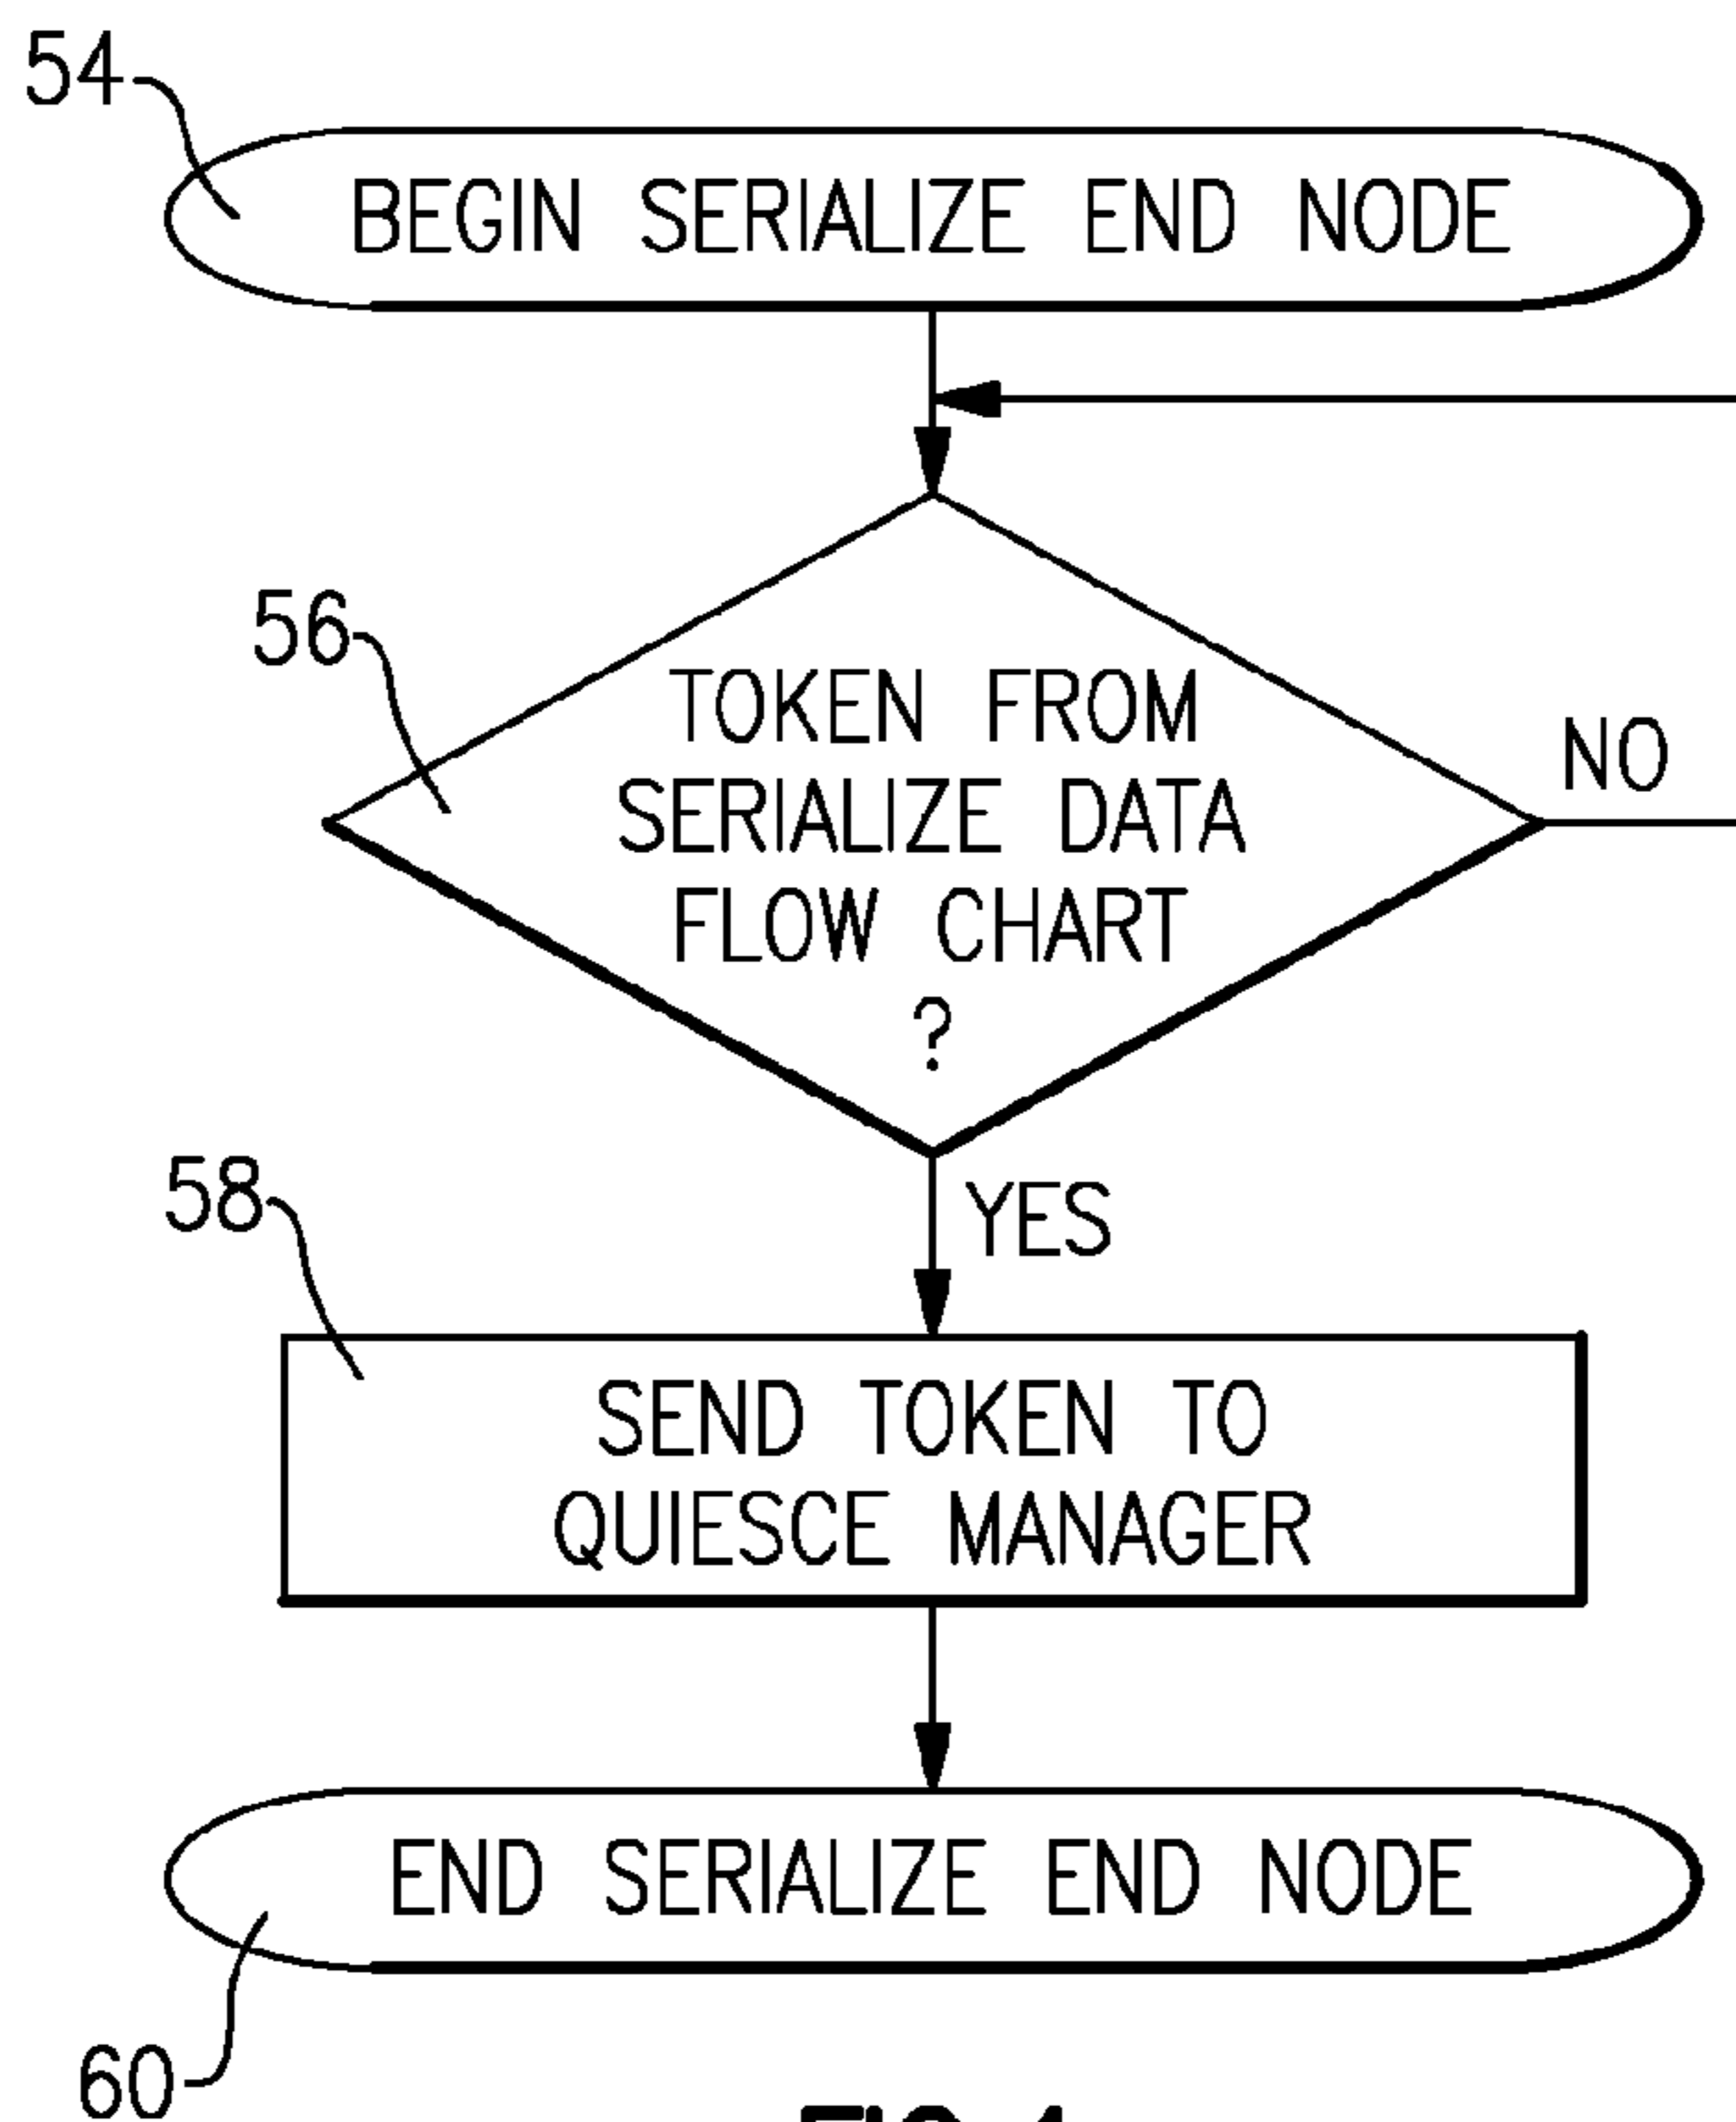 54
BEGIN SERIALIZE END NODE
56
TOKEN FROM
SERIALIZE DATA
FLOW CHART
?
NO
YES
58
SEND TOKEN TO
QUIESCE MANAGER
END SERIALIZE END NODE
60